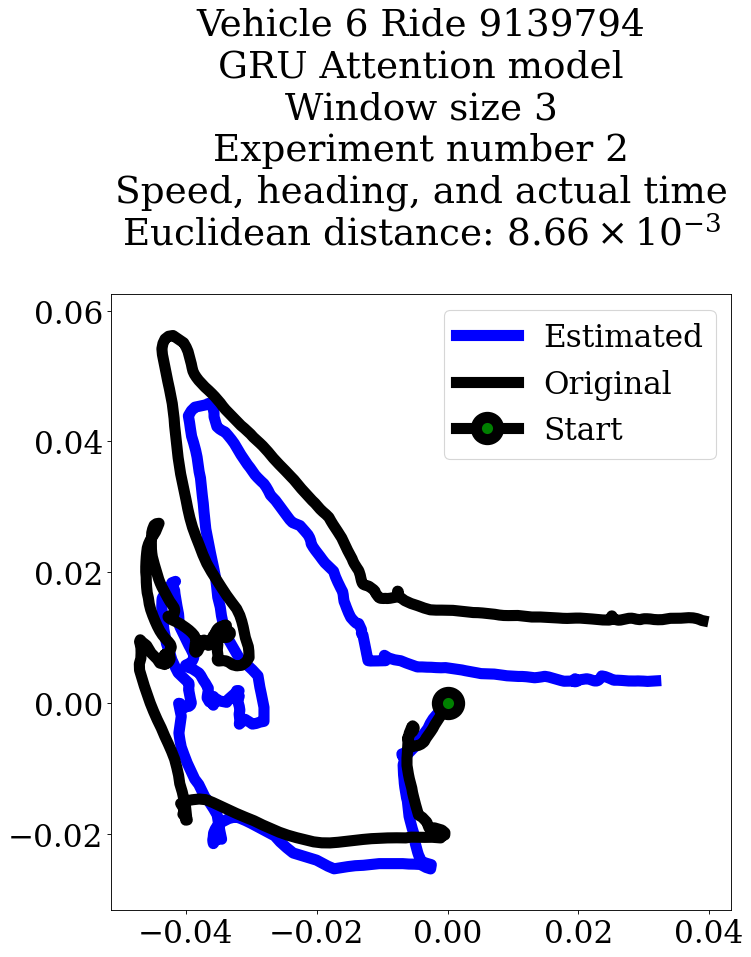 Vehicle 6 Ride 9139794
GRU Attention model
Window size 3
Experiment number 2
Speed, heading, and actual time
Euclidean distance: 8.66 × 10⁻³
Estimated
Original
Start
0.06
0.04
0.02
0.00
−0.02
−0.04
−0.02
0.00
0.02
0.04